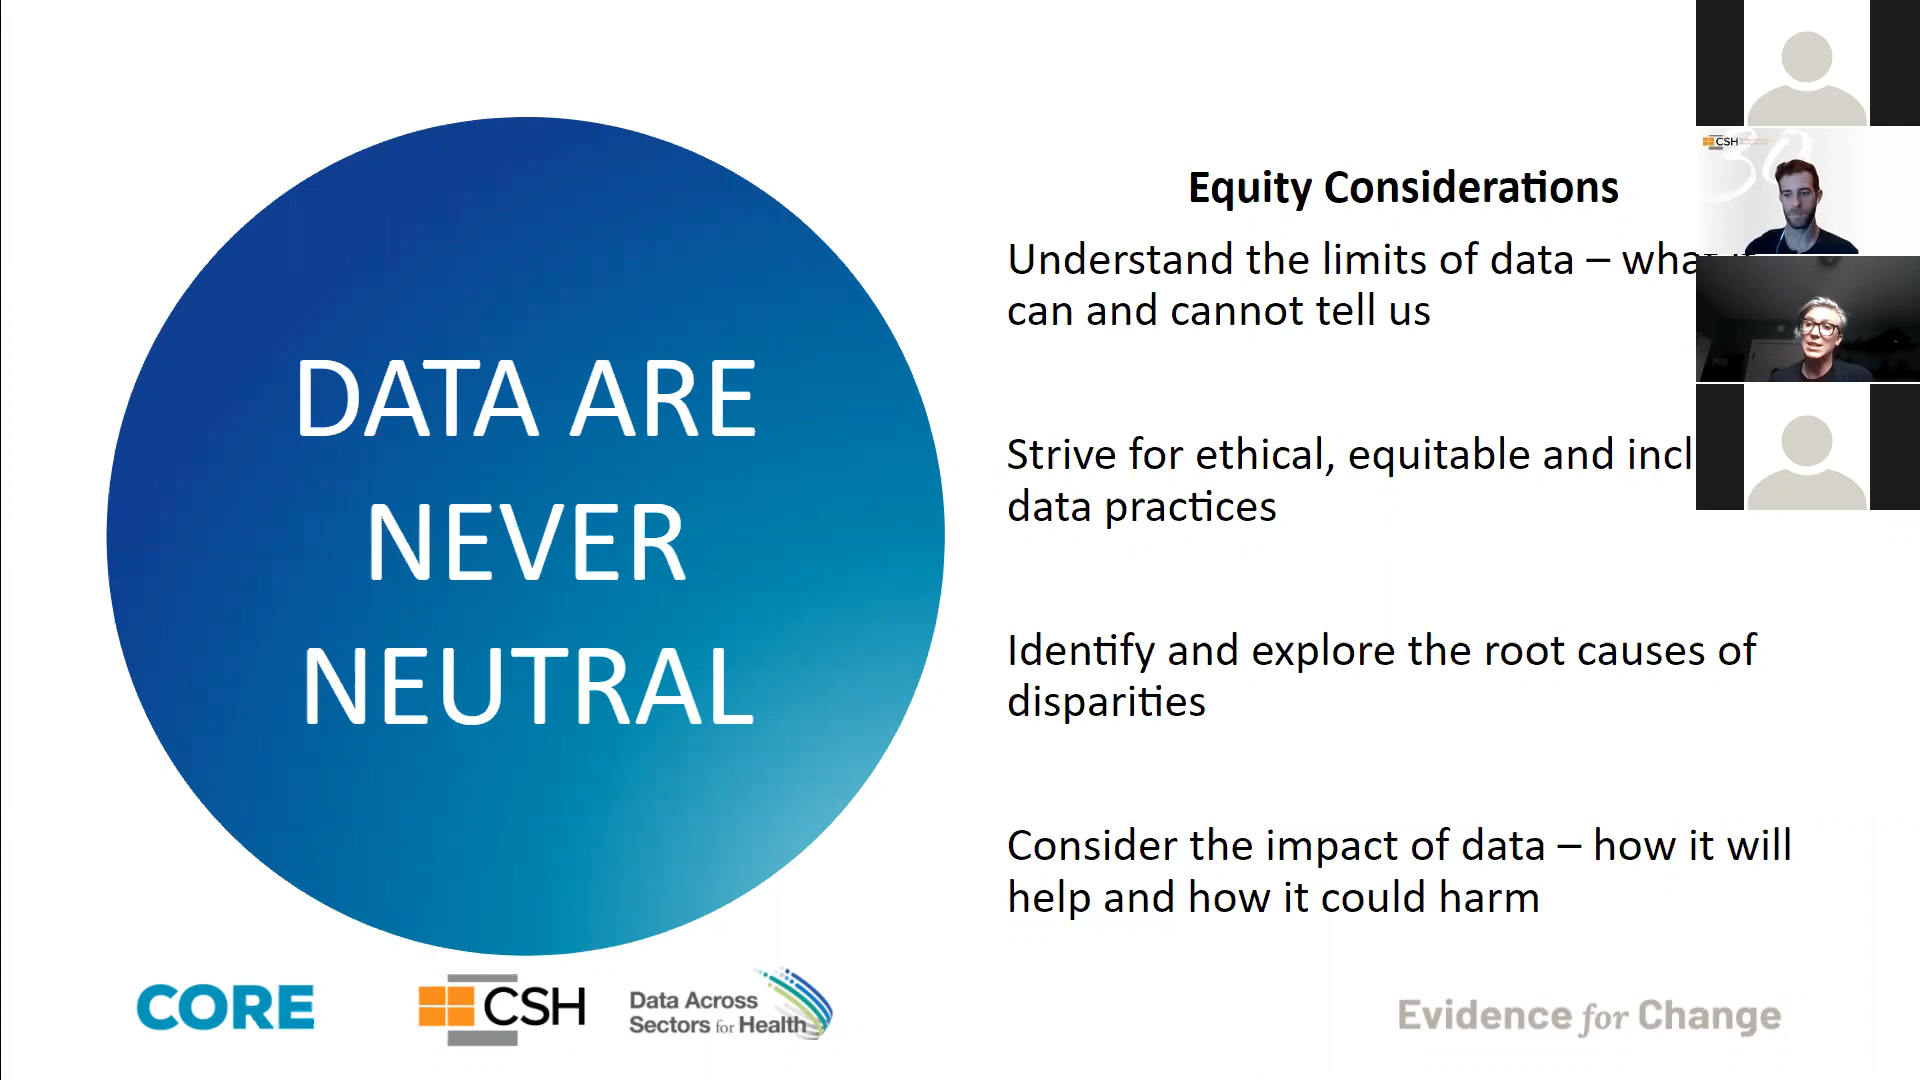 DATA ARE
NEVER
NEUTRAL
Equity Considerations
Understand the limits of data – what it
can and cannot tell us
Strive for ethical, equitable and incl
data practices
Identify and explore the root causes of
disparities
Consider the impact of data – how it will
help and how it could harm
CSH
30
CORE
CSH
Data Across
Sectors for Health
Evidence for Change